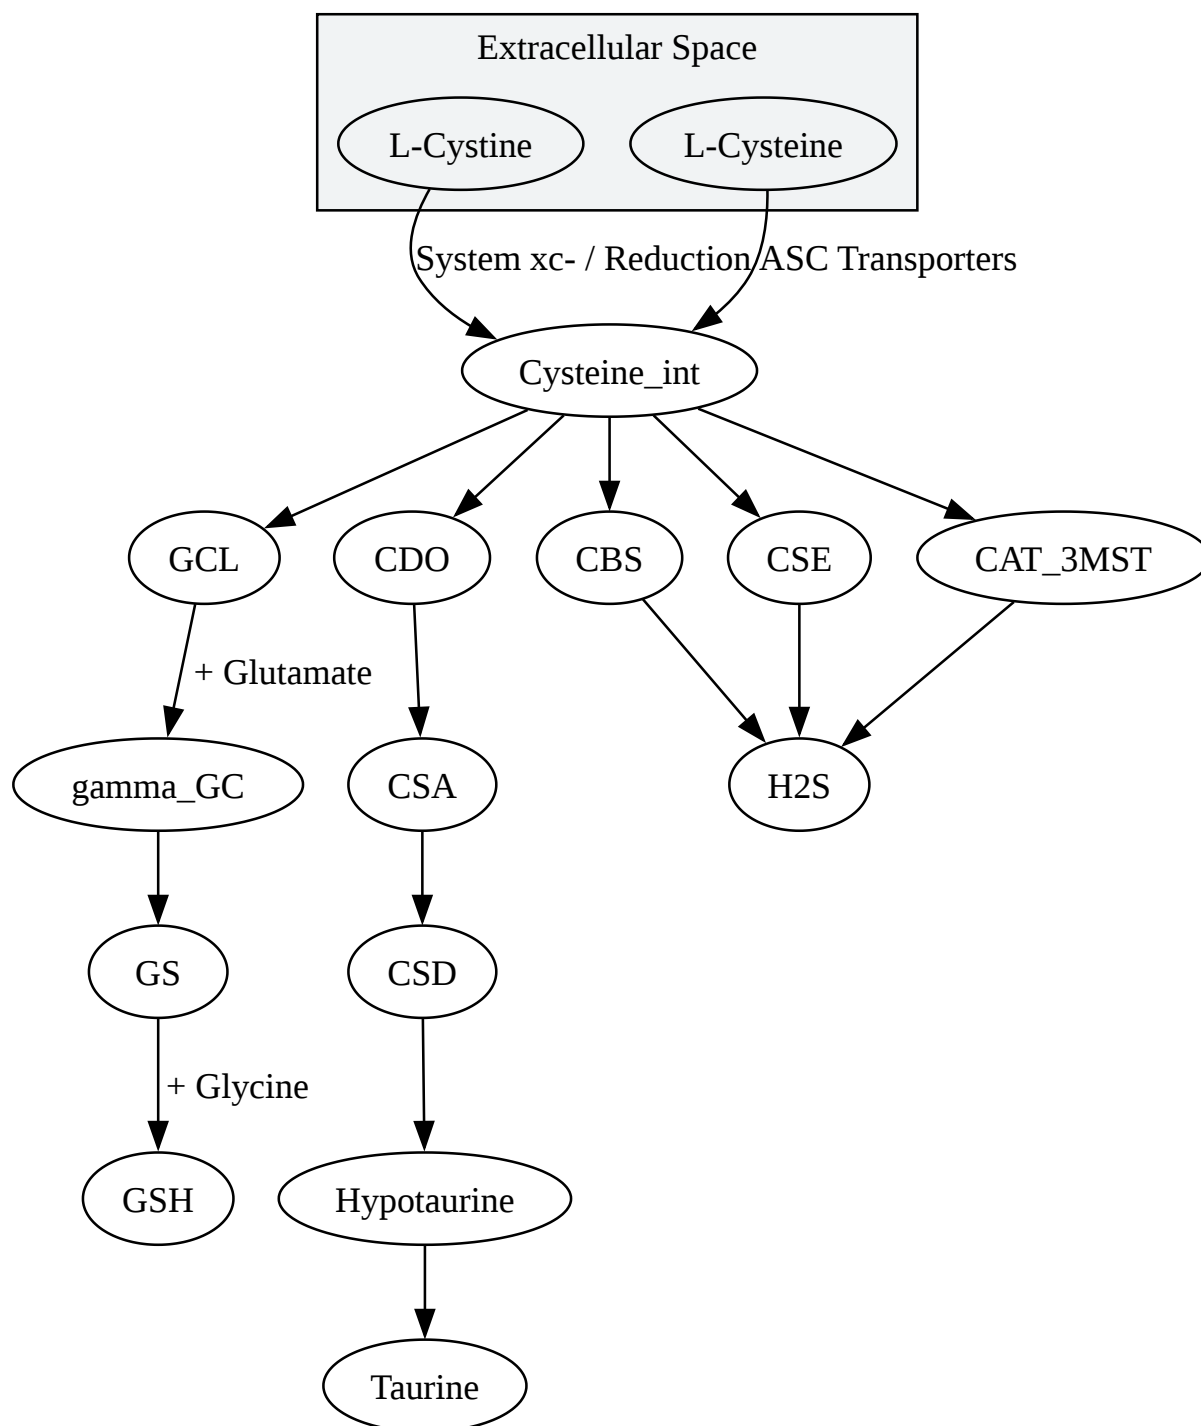 Extracellular Space
L-Cystine
L-Cysteine
System xc- / Reduction
ASC Transporters
Cysteine_int
GCL
CDO
CBS
CSE
CAT_3MST
+ Glutamate
gamma_GC
CSA
H2S
GS
CSD
+ Glycine
GSH
Hypotaurine
Taurine